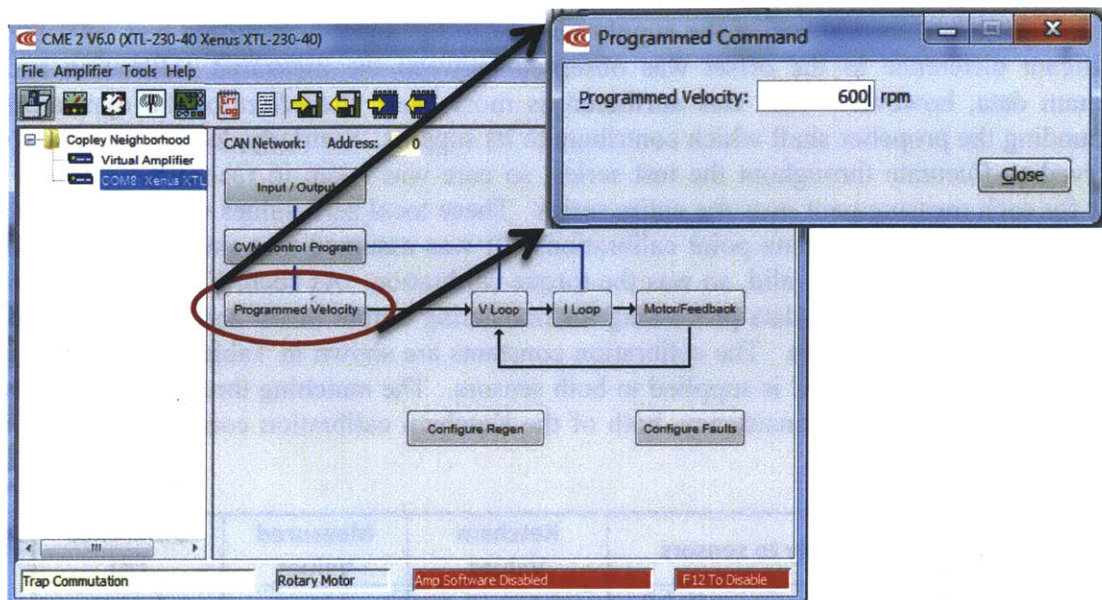 CME 2 V6.0 (XTL-230-40 Xenus XTL-230-40)
File Amplifier Tools Help
Err
Log
Copley Neighborhood
Virtual Amplifier
COM8: Xenus XTL
CAN Network: Address: 0
Input / Output
CVM Control Program
Programmed Velocity
V Loop
I Loop
Motor/Feedback
Configure Regen
Configure Faults
Trap Commutation
Rotary Motor
Amp Software Disabled
F12 To Disable
Programmed Command
Programmed Velocity: 600 rpm
Close